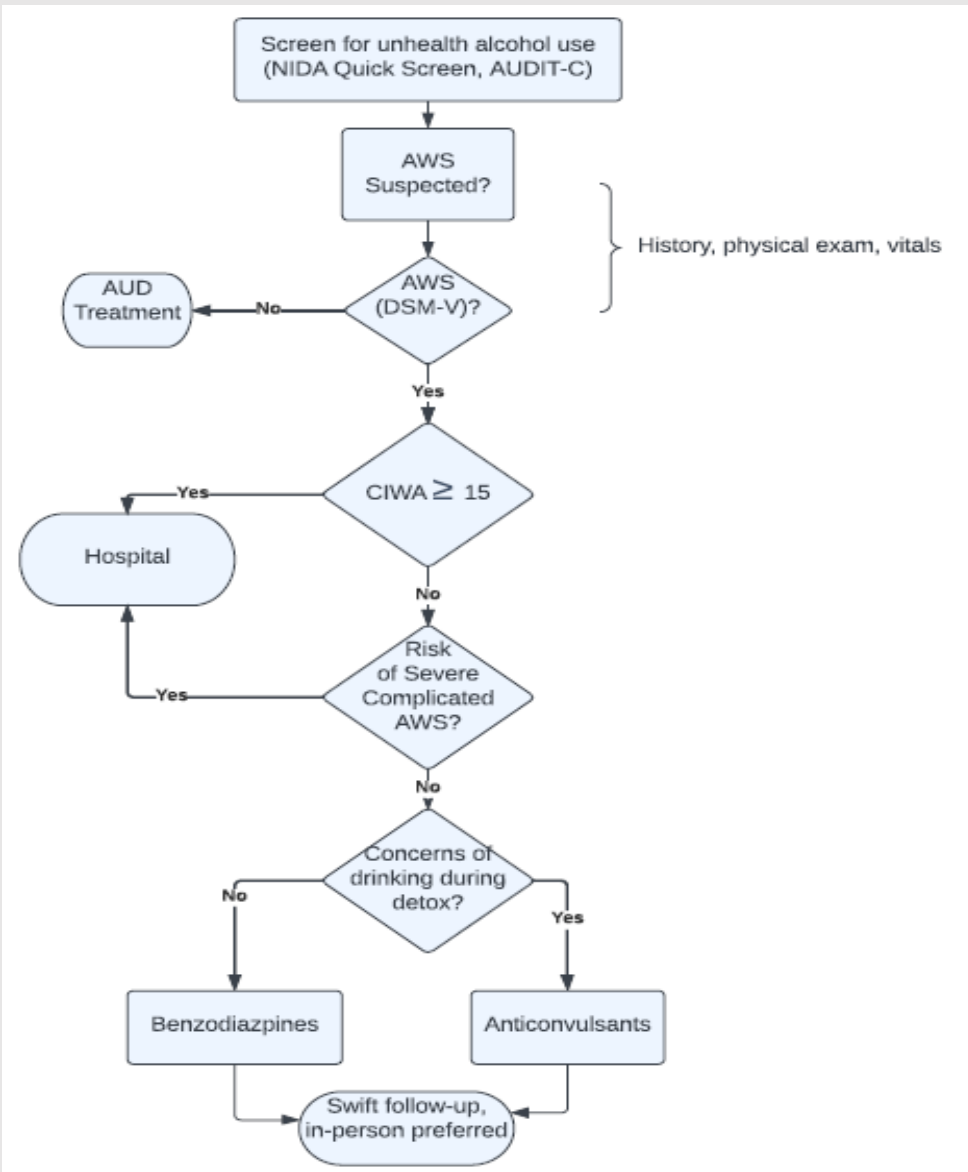 Screen for unhealth alcohol use
(NIDA Quick Screen, AUDIT-C)
AWS
Suspected?
History, physical exam, vitals
AWS
(DSM-V)?
No
AUD
Treatment
Yes
CIWA ≥ 15
Yes
Hospital
No
Risk
of Severe
Complicated
AWS?
Yes
No
Concerns of
drinking during
detox?
No
Yes
Benzodiazpines
Anticonvulsants
Swift follow-up,
in-person preferred